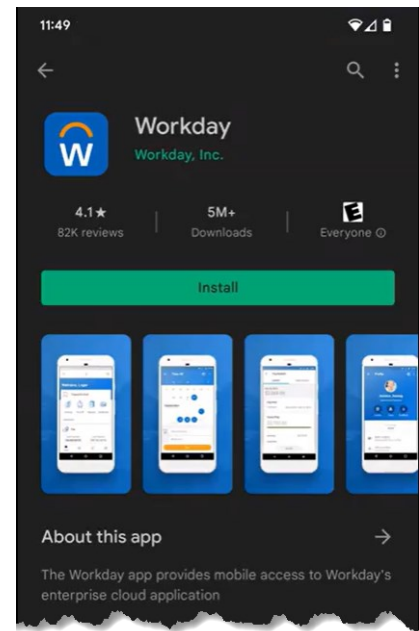 11:49
W
Workday
Workday, Inc.
4.1★
82K reviews
5M+
Downloads
E
Everyone
Install
About this app
The Workday app provides mobile access to Workday's
enterprise cloud application